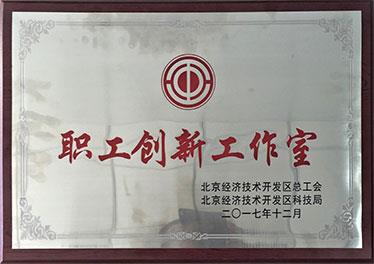 职工创新工作室
北京经济技术开发区总工会
北京经济技术开发区科技局
二〇一七年十二月